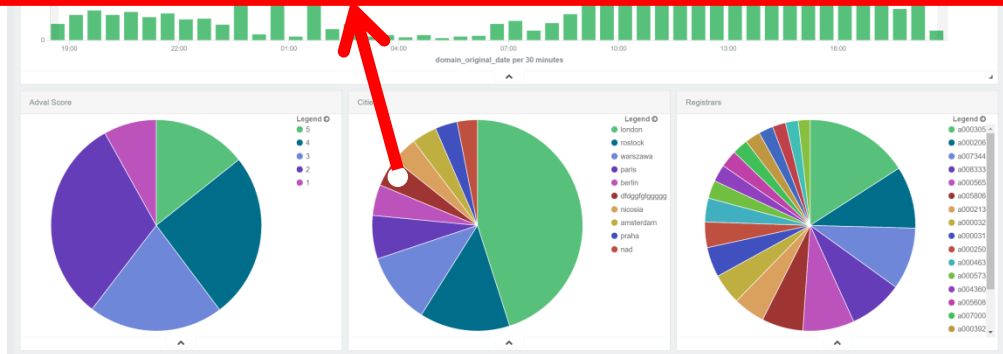 0
19:00 22:00 01:00 04:00 07:00 10:00 13:00 16:00
domain_original_date per 30 minutes
Adval Score
Legend
5
4
3
2
1
Citie
Legend
london
rostock
warszawa
paris
berlin
dfdggfgtggggg
nicosia
amsterdam
praha
nad
Registrars
Legend
a000305
a000206
a007344
a008333
a000565
a005806
a000213
a000032
a000031
a000250
a000463
a000573
a004360
a005608
a007000
a000392